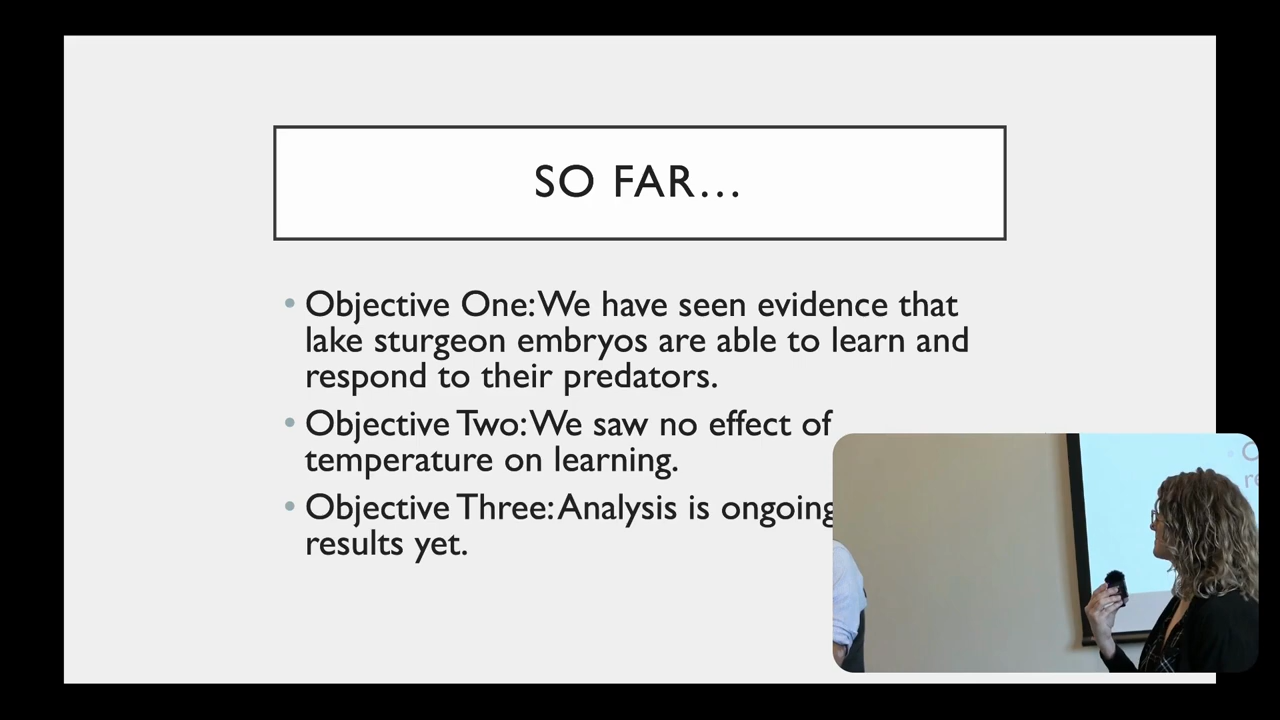 SO FAR...
• Objective One: We have seen evidence that
lake sturgeon embryos are able to learn and
respond to their predators.
• Objective Two: We saw no effect of
temperature on learning.
• Objective Three: Analysis is ongoing
results yet.